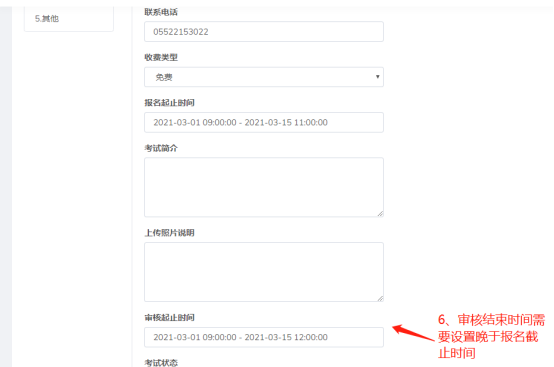 联系电话
5.其他
05522153022
收费类型
免费
报名起止时间
2021-03-01 09:00:00 - 2021-03-15 11:00:00
考试简介
上传照片说明
审核起止时间
2021-03-01 09:00:00 - 2021-03-15 12:00:00
6、审核结束时间需
要设置晚于报名截
止时间
考试状态